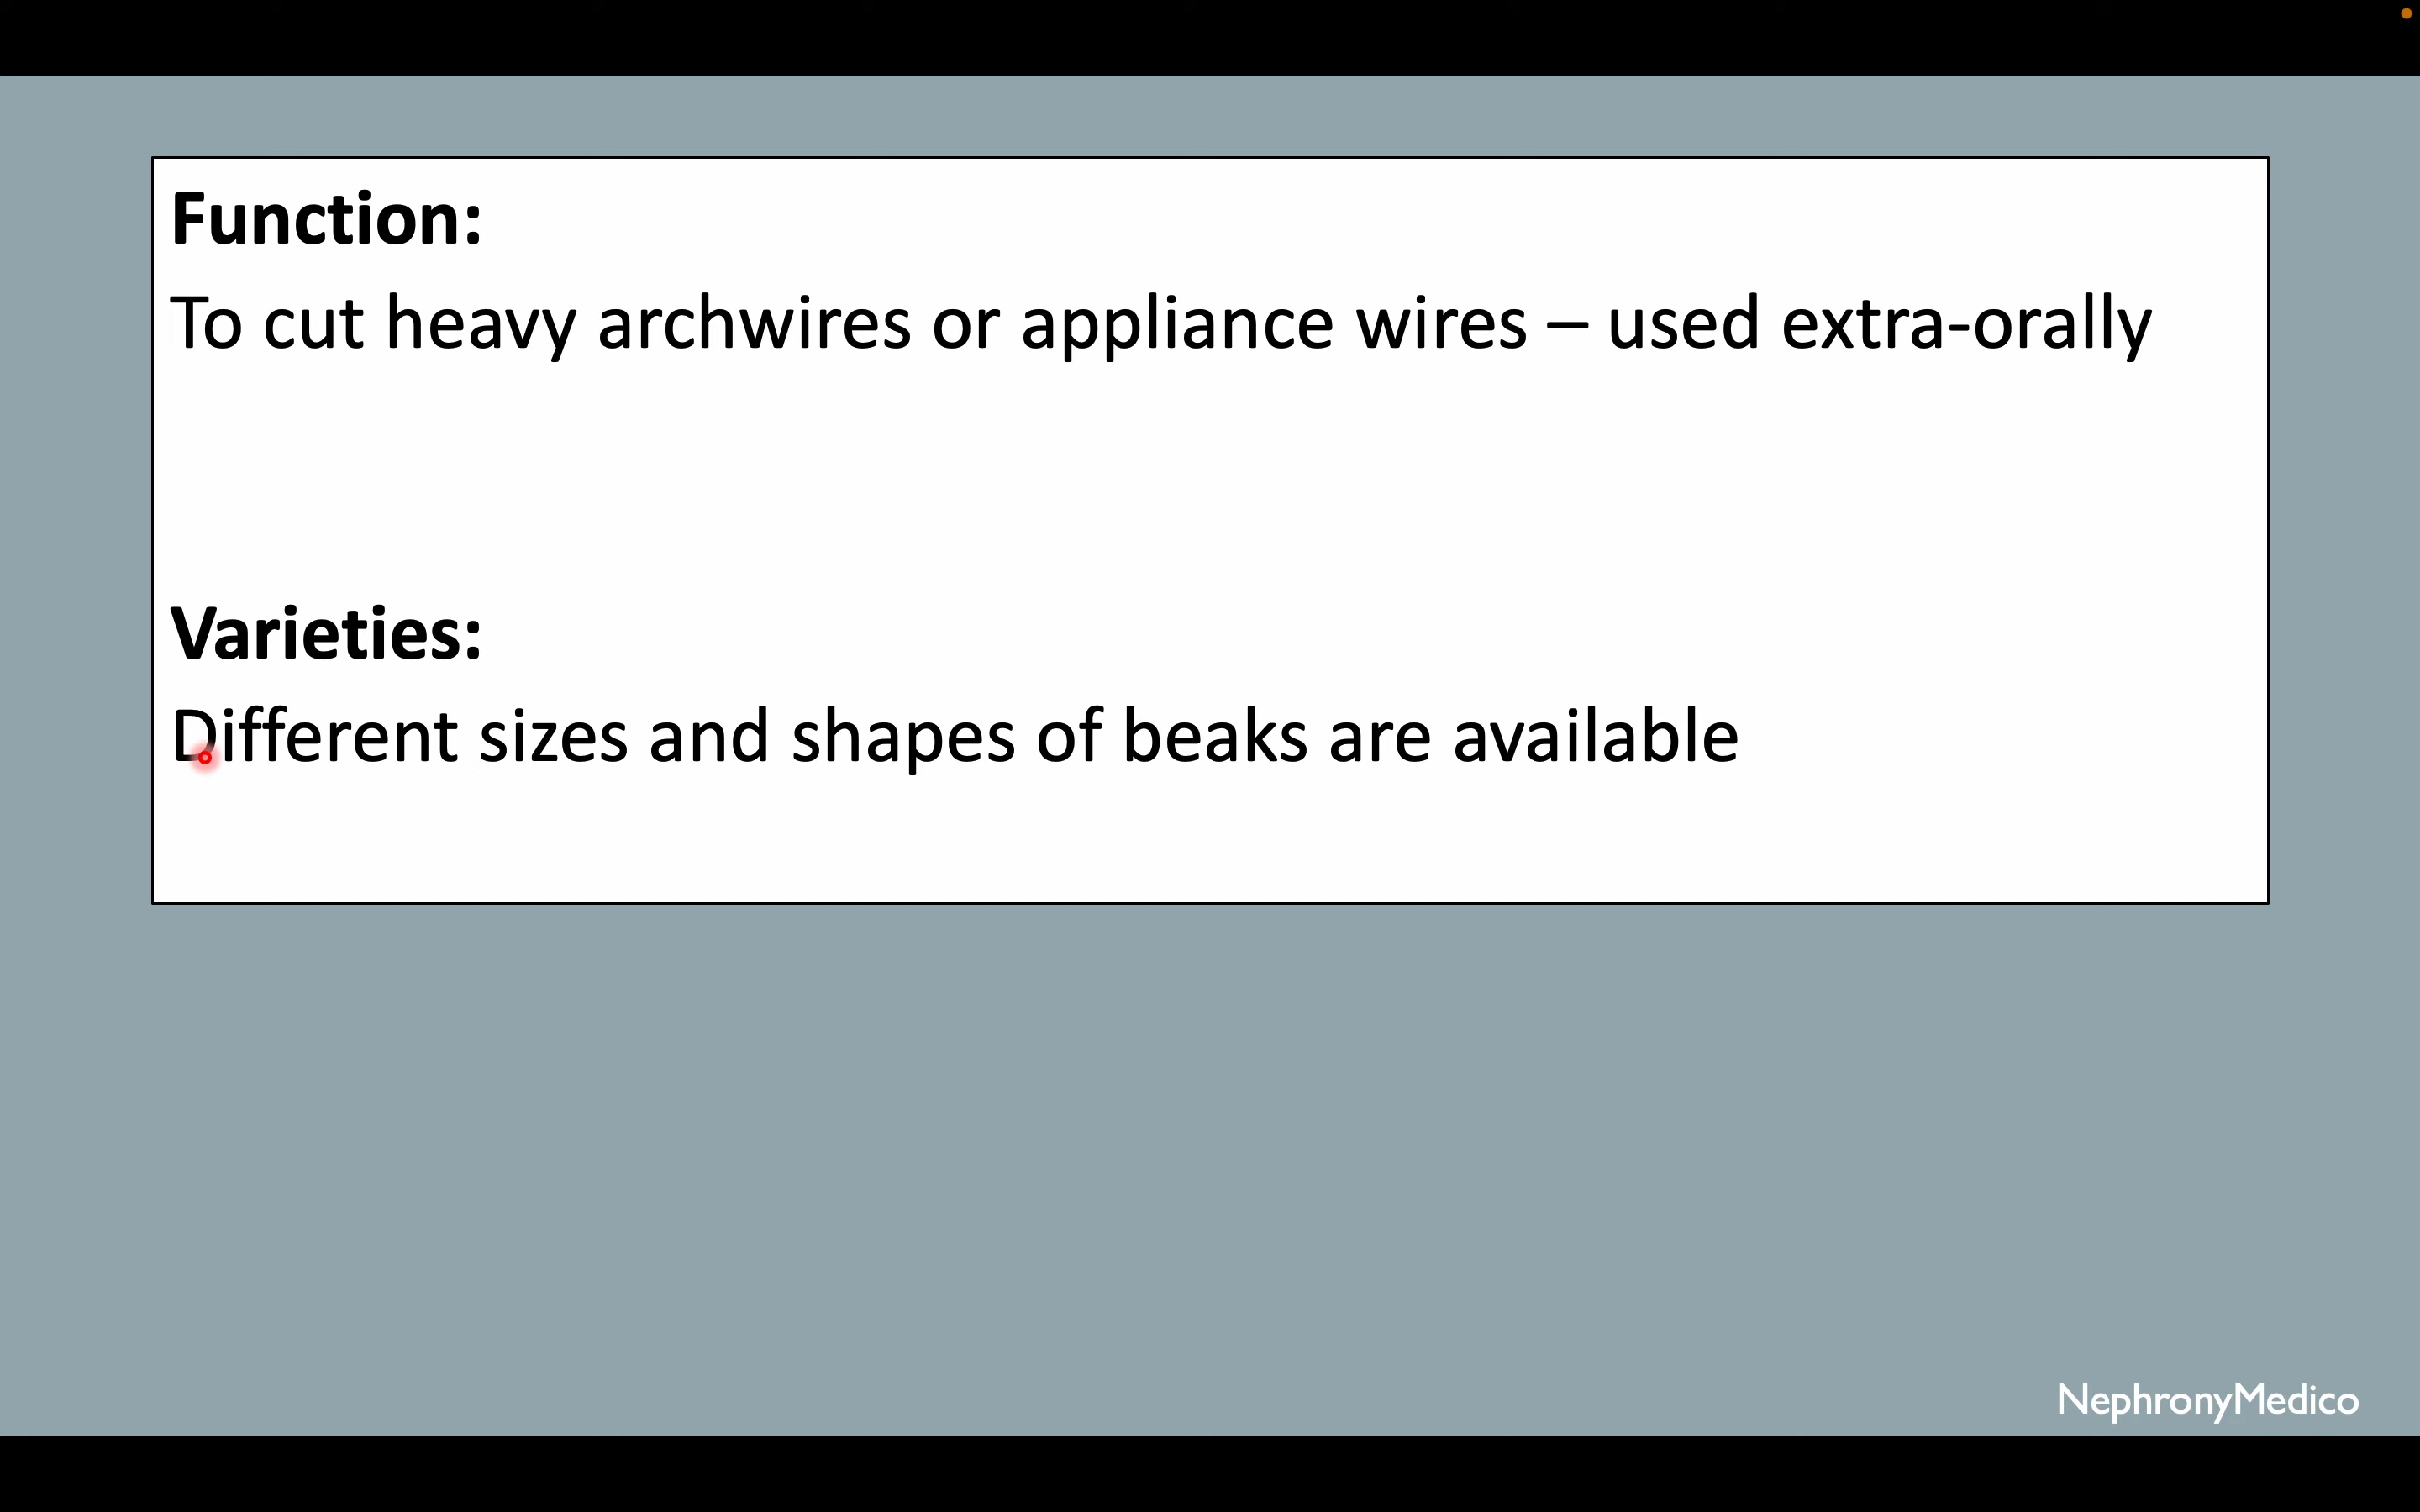 Function:
To cut heavy archwires or appliance wires – used extra-orally
Varieties:
Different sizes and shapes of beaks are available
NephronyMedico